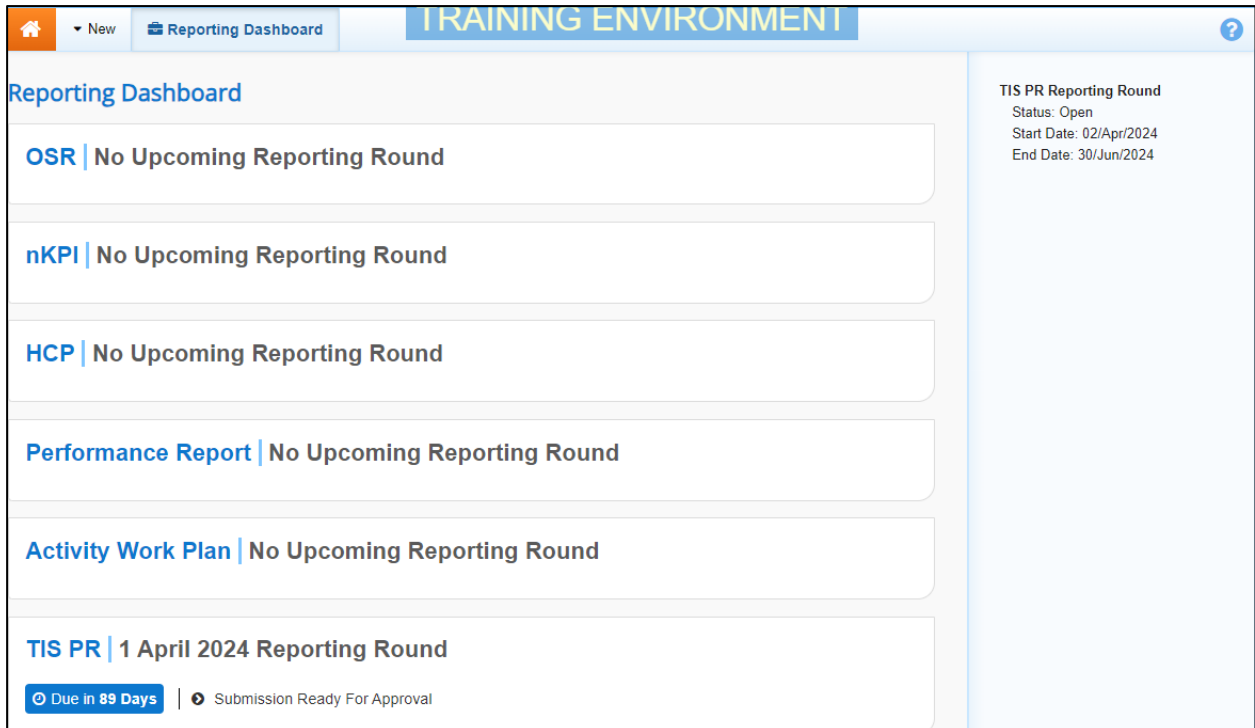 New
Reporting Dashboard
TRAINING ENVIRONMENT
?
Reporting Dashboard
OSR | No Upcoming Reporting Round
nKPI | No Upcoming Reporting Round
HCP | No Upcoming Reporting Round
Performance Report | No Upcoming Reporting Round
Activity Work Plan | No Upcoming Reporting Round
TIS PR | 1 April 2024 Reporting Round
Due in 89 Days | Submission Ready For Approval
TIS PR Reporting Round
Status: Open
Start Date: 02/Apr/2024
End Date: 30/Jun/2024